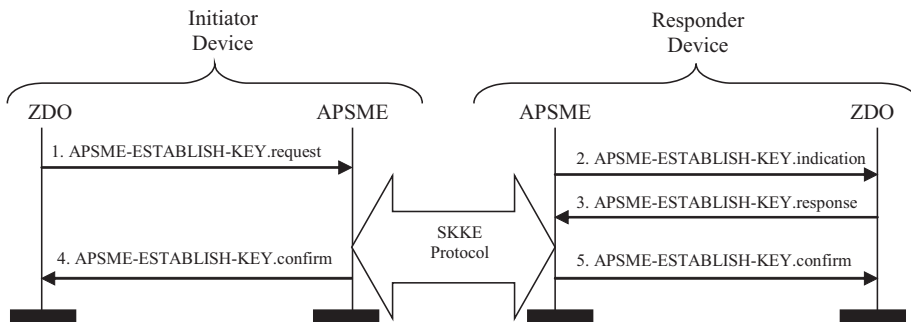 Initiator
Device
Responder
Device
ZDO
APSME
APSME
ZDO
1. APSME-ESTABLISH-KEY.request
2. APSME-ESTABLISH-KEY.indication
3. APSME-ESTABLISH-KEY.response
SKKE
Protocol
4. APSME-ESTABLISH-KEY.confirm
5. APSME-ESTABLISH-KEY.confirm